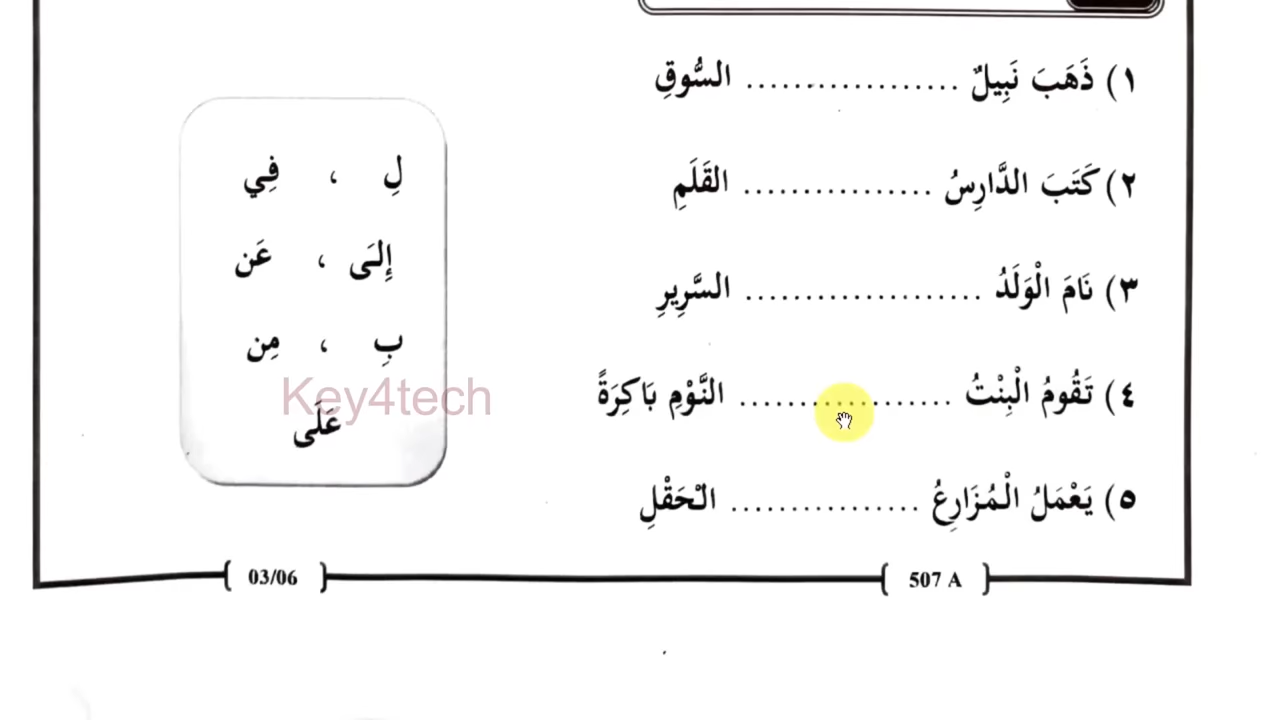 ١) ذَهَبَ نَبِيلٌ .................. السُّوقِ
٢) كَتَبَ الدَّارِسُ ................ القَلَمِ
٣) نَامَ الْوَلَدُ .................... السَّرِيرِ
٤) تَقُومُ الْبِنْتُ .................. النَّوْمِ بَاكِرَةً
٥) يَعْمَلُ الْمُزَارِعُ ................ الْحَقْلِ
لِ ، فِي
إِلَى ، عَن
بِ ، مِن
عَلَى
Key4tech
507 A
03/06